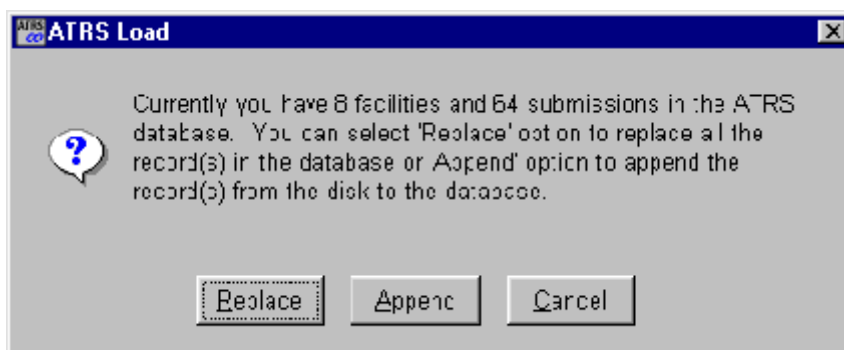 ATRS
ATRS Load
Currently you have 8 facilities and 64 submissions in the ATRS
database. You can select 'Replace' option to replace all the
record(s) in the database or 'Append' option to append the
record(s) from the disk to the database.
Replace
Append
Cancel